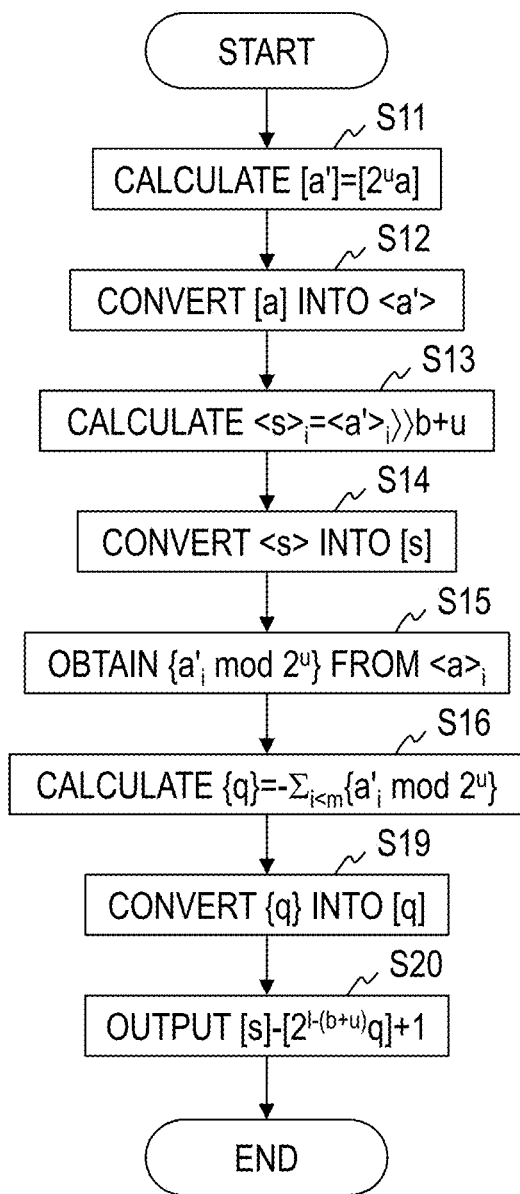 START
S11
CALCULATE [a']=[2ᵘa]
S12
CONVERT [a] INTO <a'>
S13
CALCULATE <s>ᵢ=<a'>ᵢ⟩⟩b+u
S14
CONVERT <s> INTO [s]
S15
OBTAIN {a'ᵢ mod 2ᵘ} FROM <a>ᵢ
S16
CALCULATE {q}=-Σᵢ<ₘ{a'ᵢ mod 2ᵘ}
S19
CONVERT {q} INTO [q]
S20
OUTPUT [s]-[2ˡ⁻⁽ᵇ⁺ᵘ⁾q]+1
END